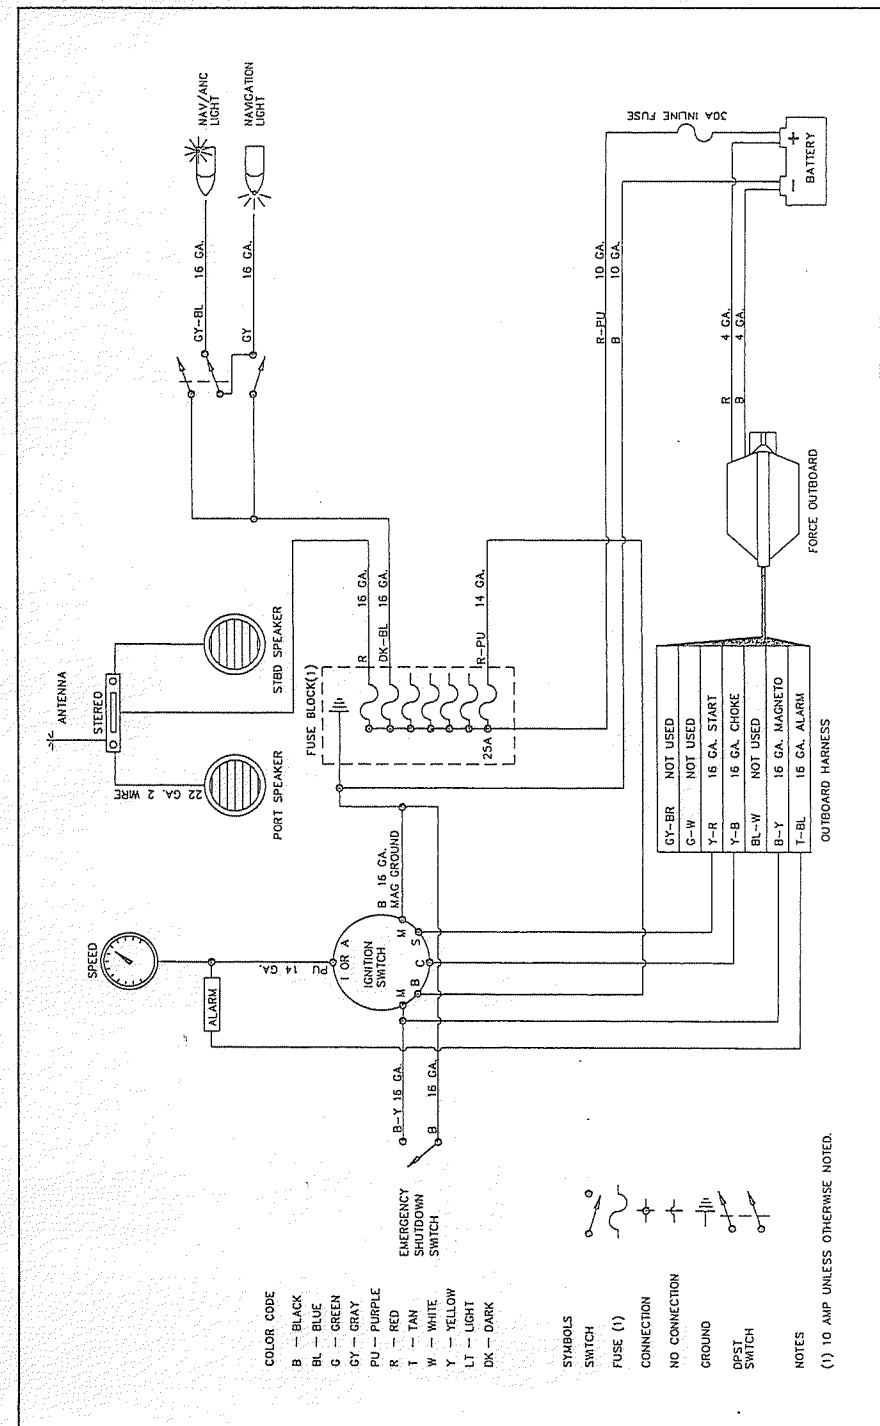 ANTENNA
STEREO
PORT SPEAKER
STBD SPEAKER
22 GA. 2 WIRE
NAV/ANC
LIGHT
NAVIGATION
LIGHT
GY-BL 16 GA.
GY 16 GA.
SPEED
ALARM
PU 14 GA.
I OR A
IGNITION
SWITCH
M
B
C
S
M
B 16 GA.
MAG GROUND
FUSE BLOCK(1)
R 16 GA.
DK-BL 16 GA.
R-PU 14 GA.
25A
B-Y 16 GA.
B 16 GA.
EMERGENCY
SHUTDOWN
SWITCH
R-PU 10 GA.
B 10 GA.
30A INLINE FUSE
+
-
BATTERY
R 4 GA.
B 4 GA.
FORCE OUTBOARD
GY-BR NOT USED
G-W NOT USED
Y-R 16 GA. START
Y-B 16 GA. CHOKE
BL-W NOT USED
B-Y 16 GA. MAGNETO
T-BL 16 GA. ALARM
OUTBOARD HARNESS
COLOR CODE
B -- BLACK
BL -- BLUE
G -- GREEN
GY -- GRAY
PU -- PURPLE
R -- RED
T -- TAN
W -- WHITE
Y -- YELLOW
LT -- LIGHT
DK -- DARK
SYMBOLS
SWITCH
FUSE (1)
CONNECTION
NO CONNECTION
GROUND
DPST
SWITCH
NOTES
(1) 10 AMP UNLESS OTHERWISE NOTED.